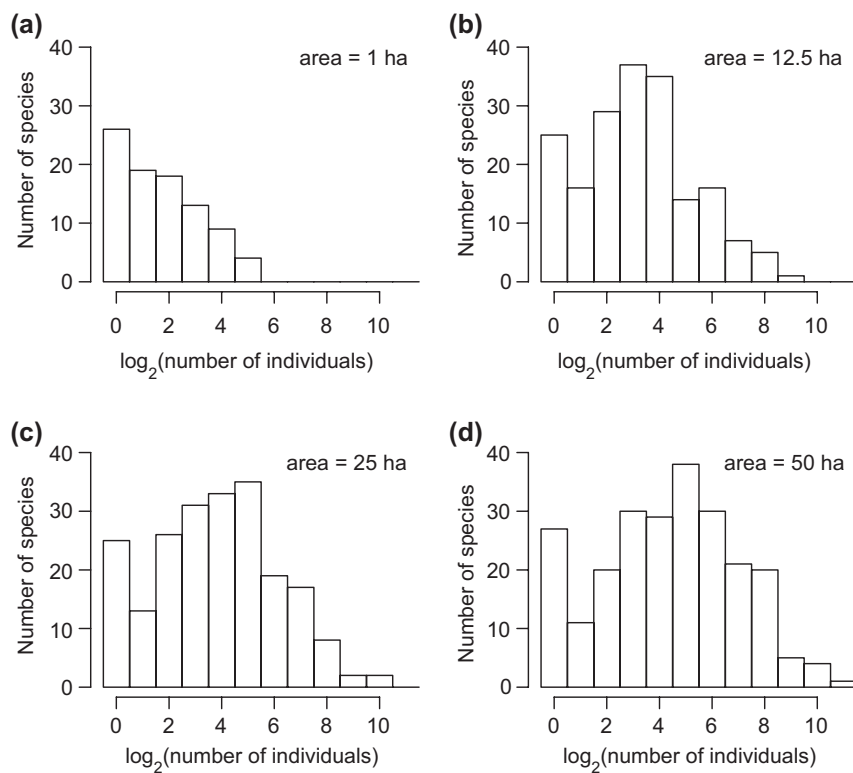 (a)
area = 1 ha
Number of species
40
30
20
10
0
0 2 4 6 8 10
log2(number of individuals)
(b)
area = 12.5 ha
Number of species
40
30
20
10
0
0 2 4 6 8 10
log2(number of individuals)
(c)
area = 25 ha
Number of species
40
30
20
10
0
0 2 4 6 8 10
log2(number of individuals)
(d)
area = 50 ha
Number of species
40
30
20
10
0
0 2 4 6 8 10
log2(number of individuals)